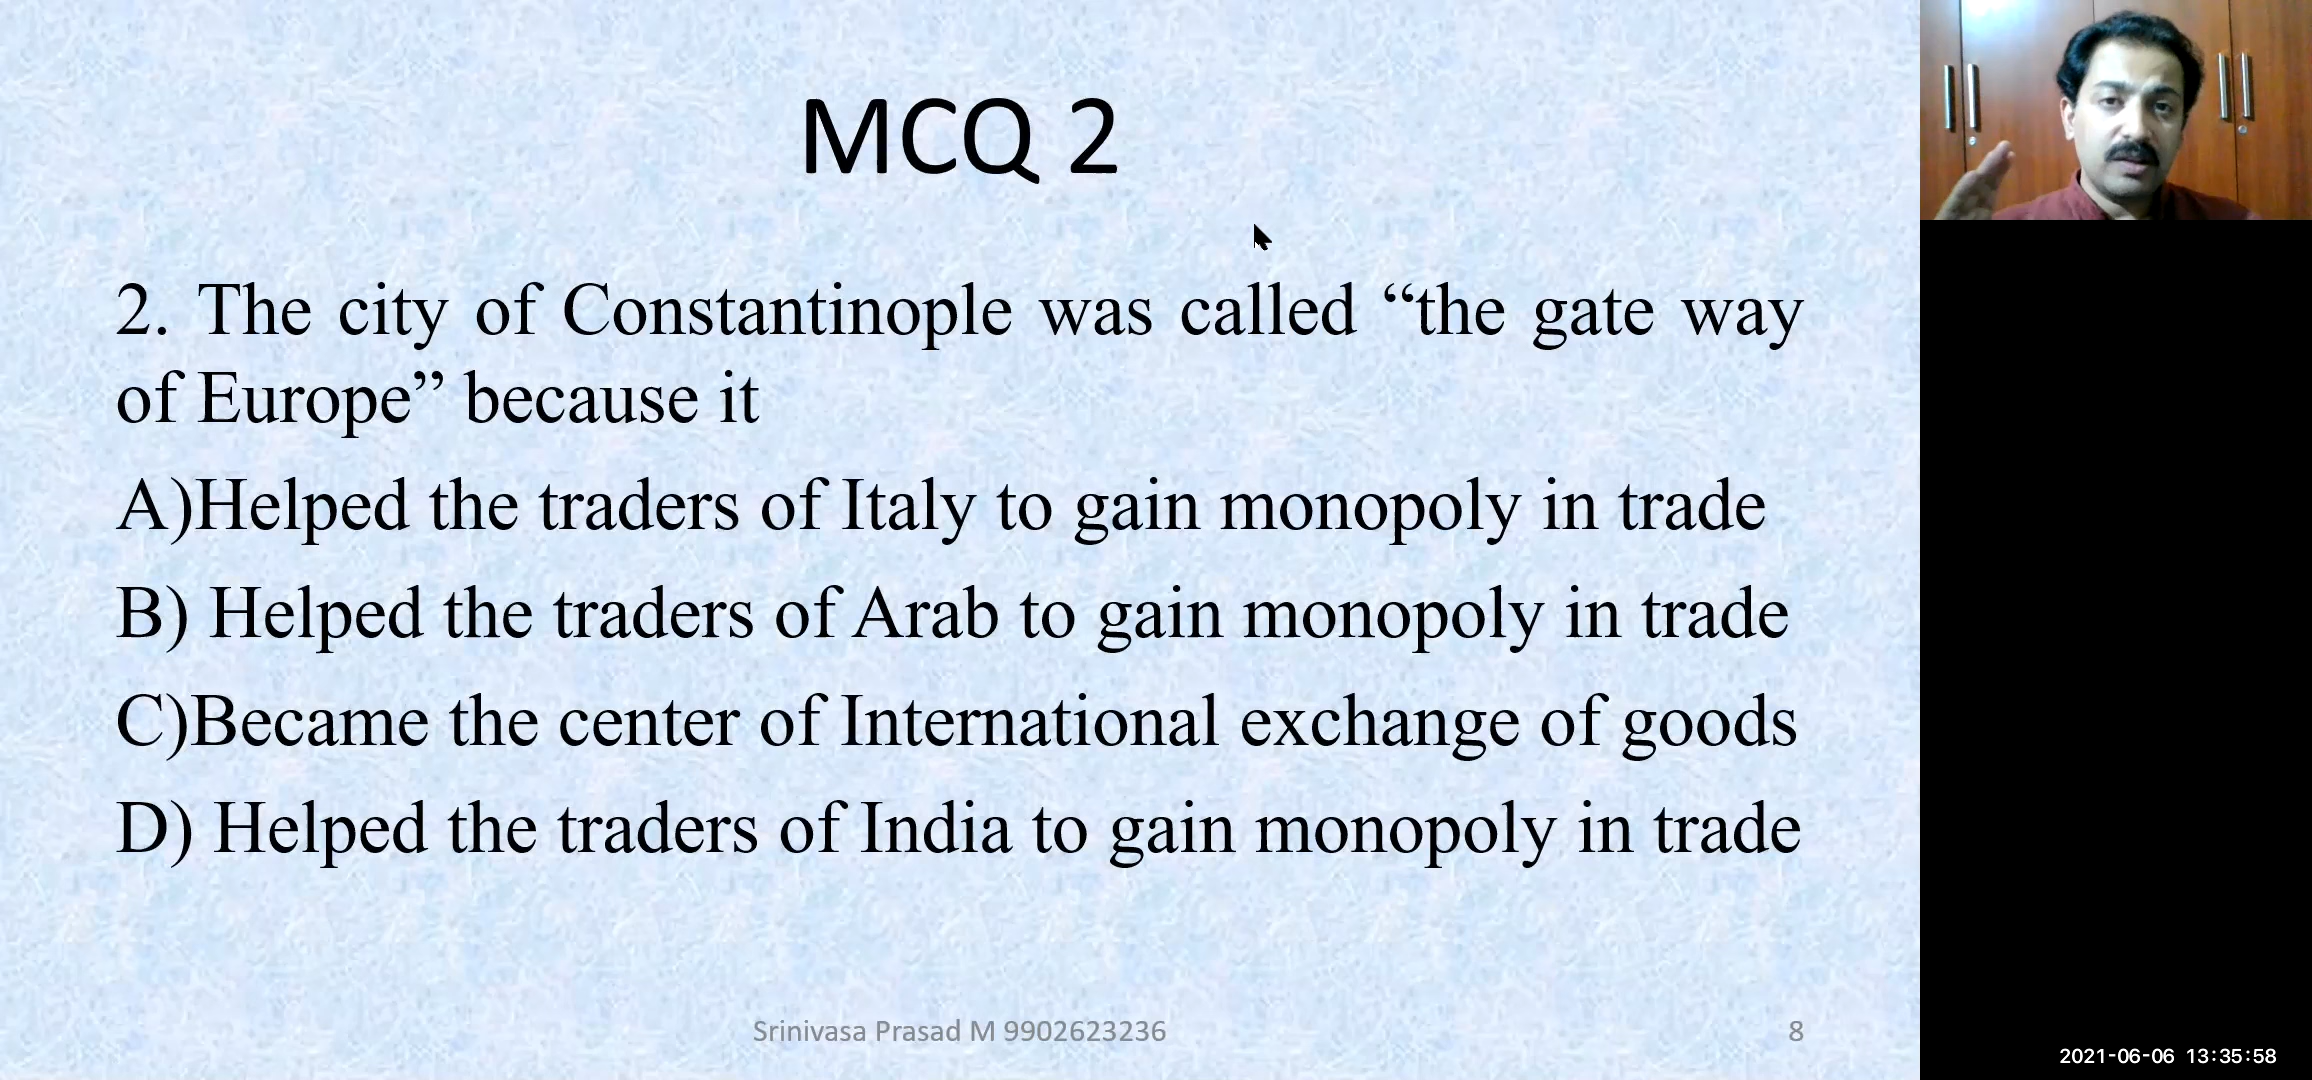 MCQ 2
2. The city of Constantinople was called “the gate way
of Europe” because it
A)Helped the traders of Italy to gain monopoly in trade
B) Helped the traders of Arab to gain monopoly in trade
C)Became the center of International exchange of goods
D) Helped the traders of India to gain monopoly in trade
Srinivasa Prasad M 9902623236
8
2021-06-06 13:35:58